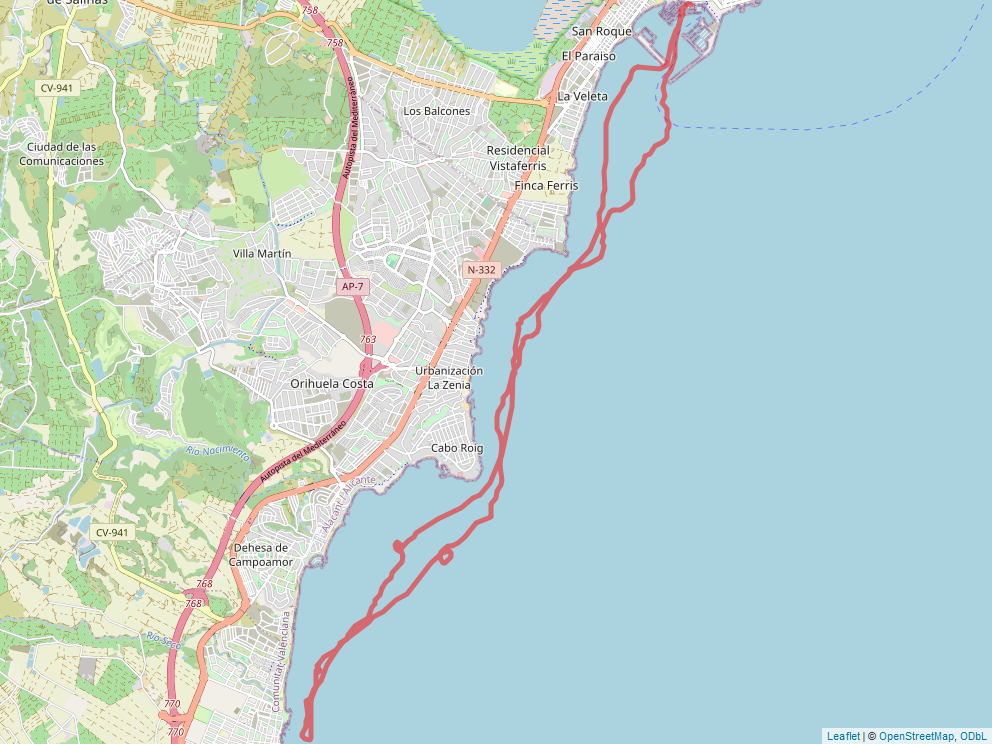 de Salinas
758
San Roque
758
El Paraiso
CV-941
La Veleta
Los Balcones
Autopista del Mediterráneo
Ciudad de las
Comunicaciones
Residencial
Vistaferris
Finca Ferris
Villa Martín
N-332
AP-7
763
Urbanización
La Zenia
Orihuela Costa
Cabo Roig
Río Nacimiento
Autopista del Mediterráneo
Alacant / Alicante
CV-941
Dehesa de
Campoamor
768
768
Río Seco
Comunitat Valenciana
770
770
Leaflet | © OpenStreetMap, ODbL